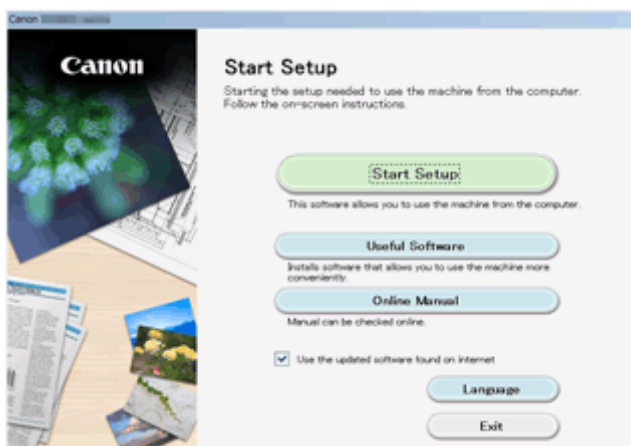 Canon
Canon
Start Setup
Starting the setup needed to use the machine from the computer.
Follow the on-screen instructions.
Start Setup
This software allows you to use the machine from the computer.
Useful Software
Installs software that allows you to use the machine more
conveniently.
Online Manual
Manual can be checked online.
Use the updated software found on internet
Language
Exit